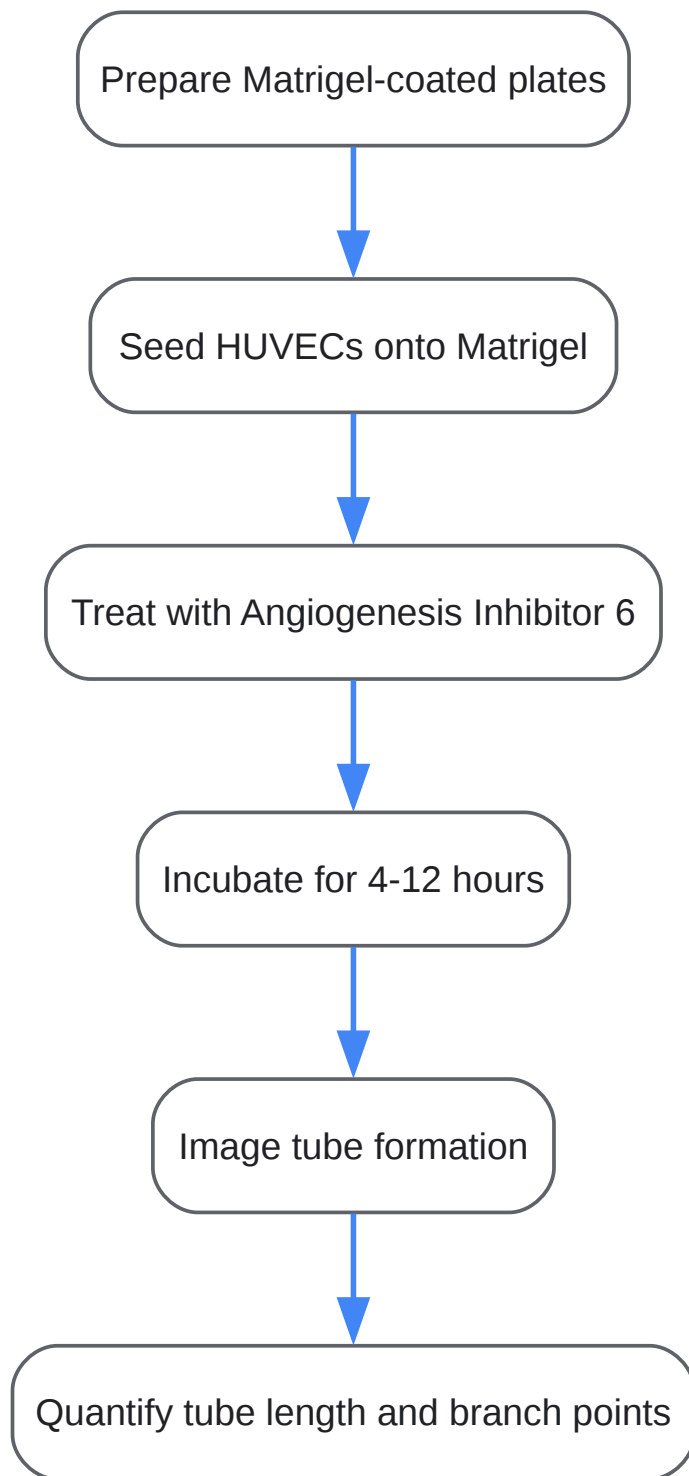 Prepare Matrigel-coated plates
Seed HUVECs onto Matrigel
Treat with Angiogenesis Inhibitor 6
Incubate for 4-12 hours
Image tube formation
Quantify tube length and branch points